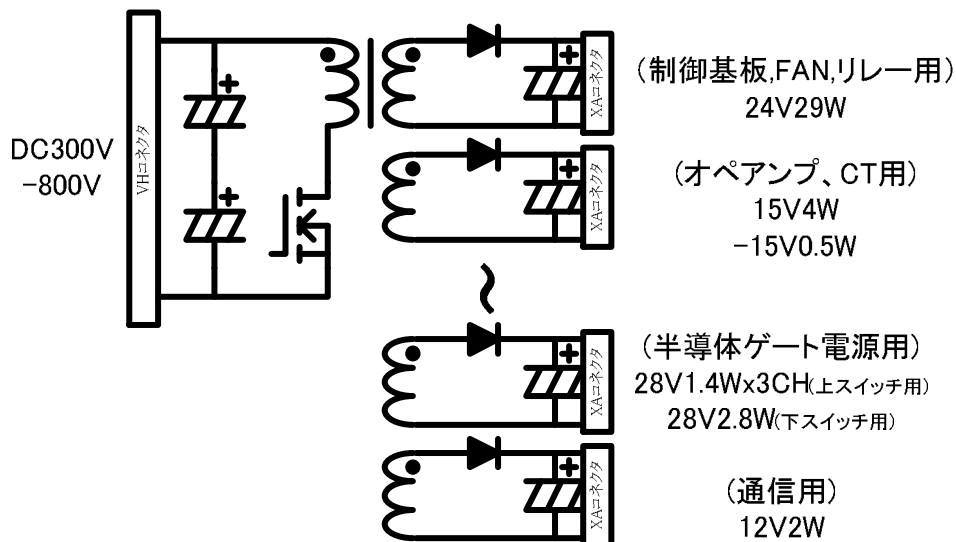 DC300V
-800V
VHコネクタ
XAコネクタ
(制御基板,FAN,リレー用)
24V29W
XAコネクタ
(オペアンプ、CT用)
15V4W
-15V0.5W
XAコネクタ
(半導体ゲート電源用)
28V1.4Wx3CH(上スイッチ用)
28V2.8W(下スイッチ用)
XAコネクタ
(通信用)
12V2W